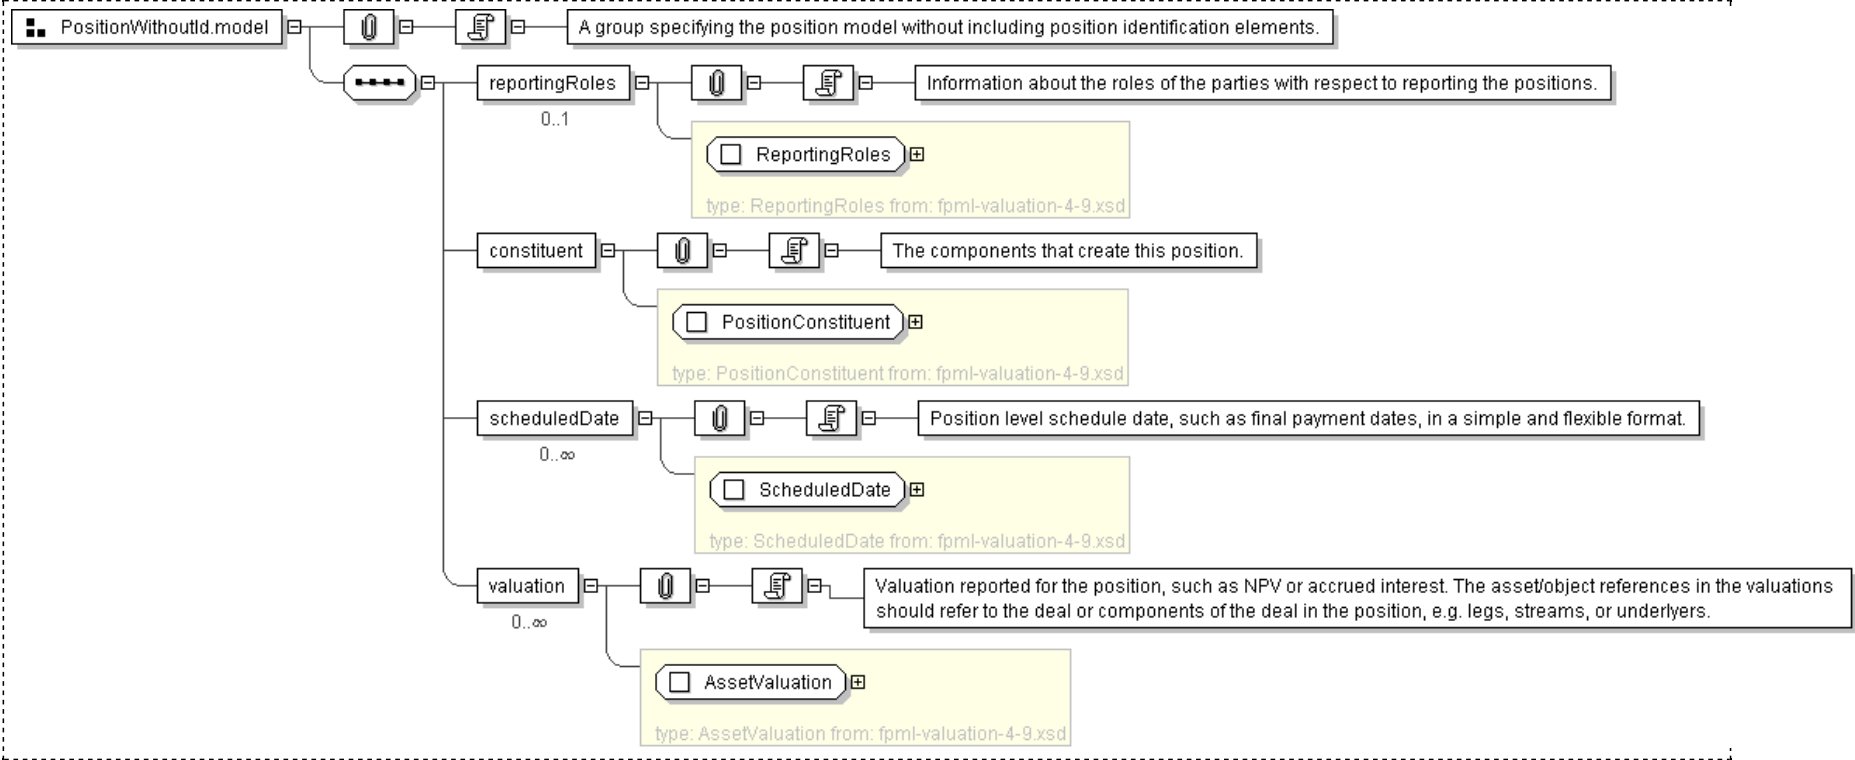 PositionWithoutId.model
A group specifying the position model without including position identification elements.
reportingRoles
Information about the roles of the parties with respect to reporting the positions.
0..1
ReportingRoles
type: ReportingRoles from: fpml-valuation-4-9.xsd
constituent
The components that create this position.
PositionConstituent
type: PositionConstituent from: fpml-valuation-4-9.xsd
scheduledDate
Position level schedule date, such as final payment dates, in a simple and flexible format.
0..∞
ScheduledDate
type: ScheduledDate from: fpml-valuation-4-9.xsd
valuation
Valuation reported for the position, such as NPV or accrued interest. The asset/object references in the valuations
should refer to the deal or components of the deal in the position, e.g. legs, streams, or underlyers.
0..∞
AssetValuation
type: AssetValuation from: fpml-valuation-4-9.xsd